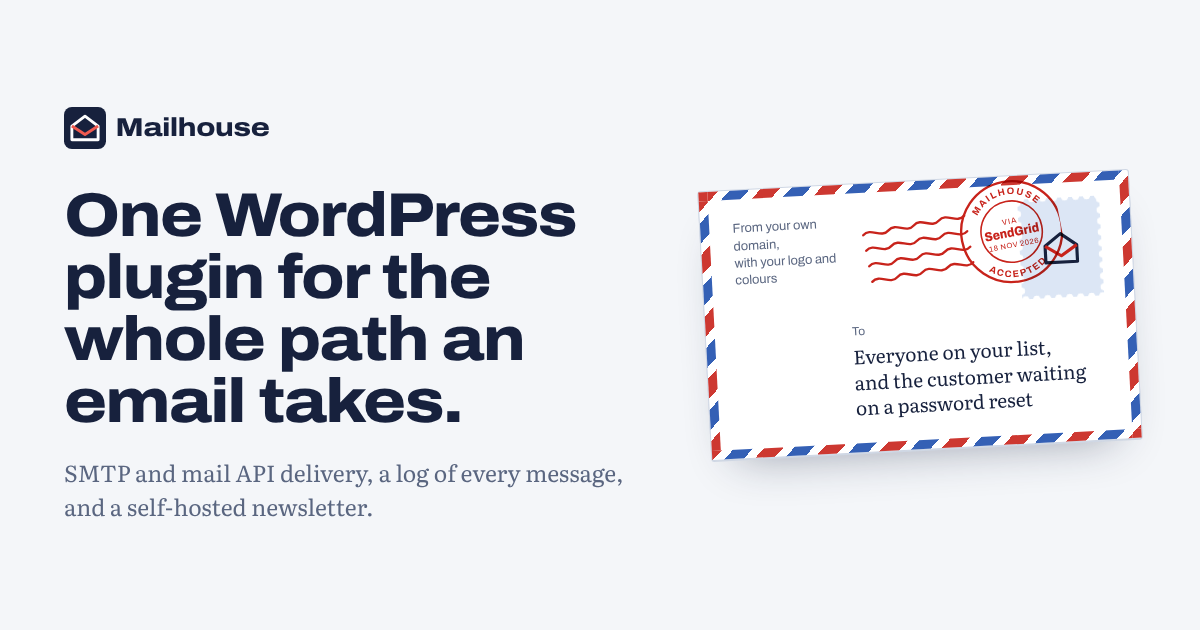 Mailhouse
One WordPress
plugin for the
whole path an
email takes.
SMTP and mail API delivery, a log of every message,
and a self-hosted newsletter.
From your own
domain,
with your logo and
colours
MAILHOUSE
VIA
SendGrid
18 NOV 2026
ACCEPTED
To
Everyone on your list,
and the customer waiting
on a password reset